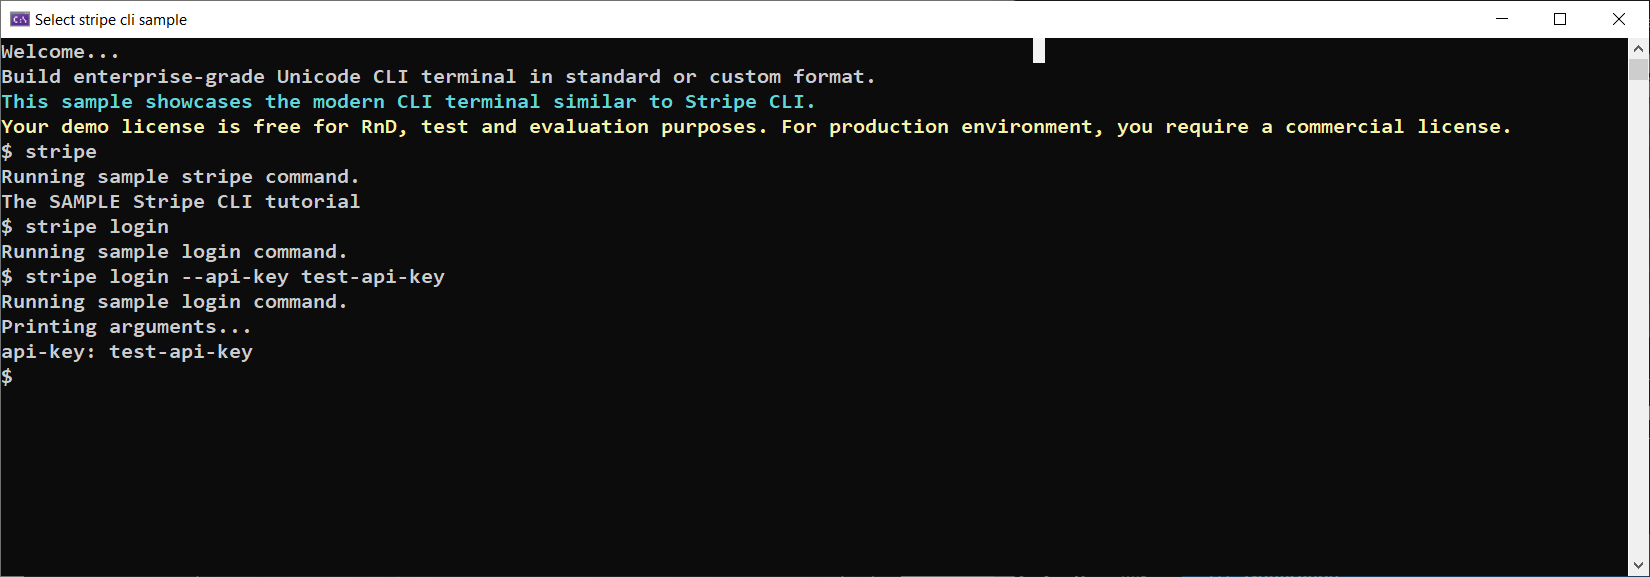 Select stripe cli sample
Welcome...
Build enterprise-grade Unicode CLI terminal in standard or custom format.
This sample showcases the modern CLI terminal similar to Stripe CLI.
Your demo license is free for RnD, test and evaluation purposes. For production environment, you require a commercial license.
$ stripe
Running sample stripe command.
The SAMPLE Stripe CLI tutorial
$ stripe login
Running sample login command.
$ stripe login --api-key test-api-key
Running sample login command.
Printing arguments...
api-key: test-api-key
$